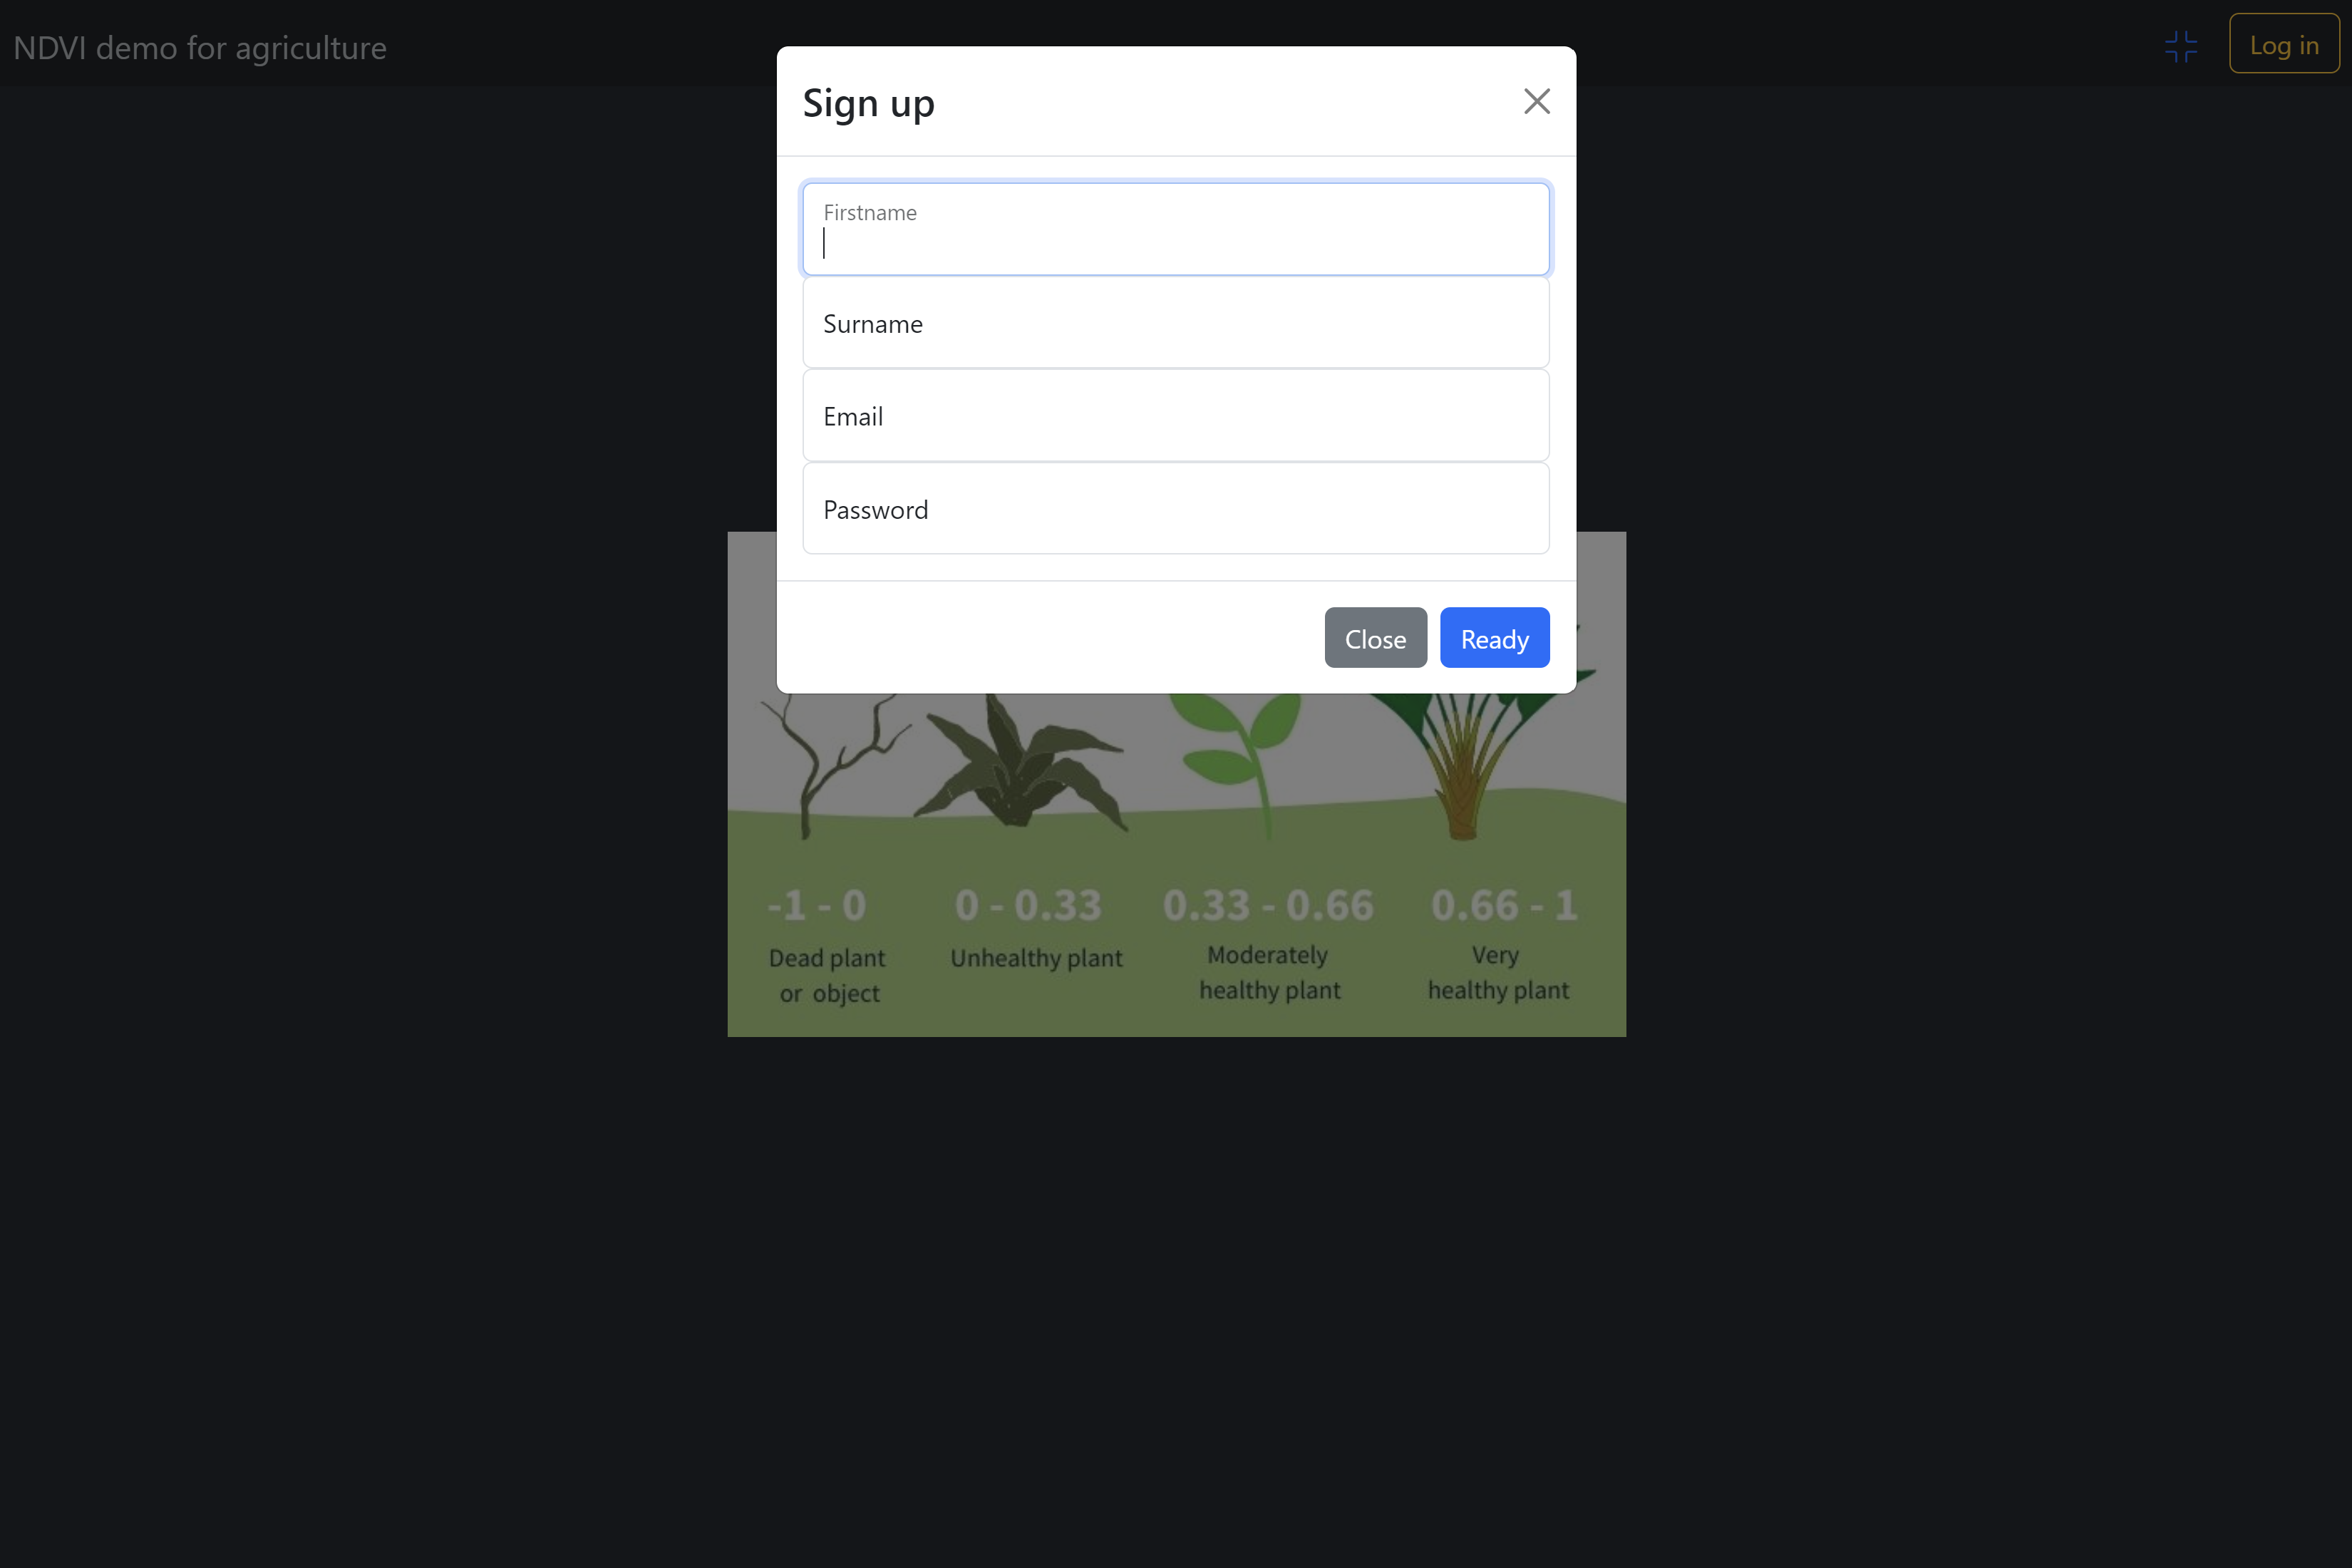 NDVI demo for agriculture
Log in
Sign up
Firstname
Surname
Email
Password
Close
Ready
-1 - 0
0 - 0.33
0.33 - 0.66
0.66 - 1
Dead plant
or object
Unhealthy plant
Moderately
healthy plant
Very
healthy plant